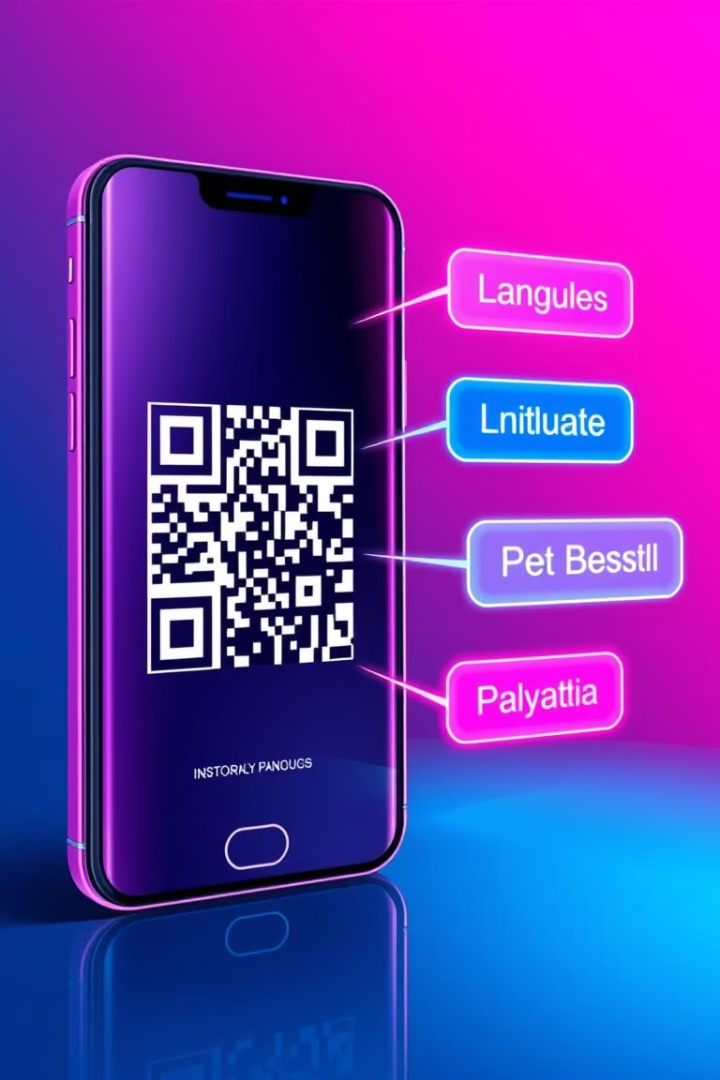 Langules
Lnitluate
Pet Besstll
Palyattia
INSTORALY PANOUGS